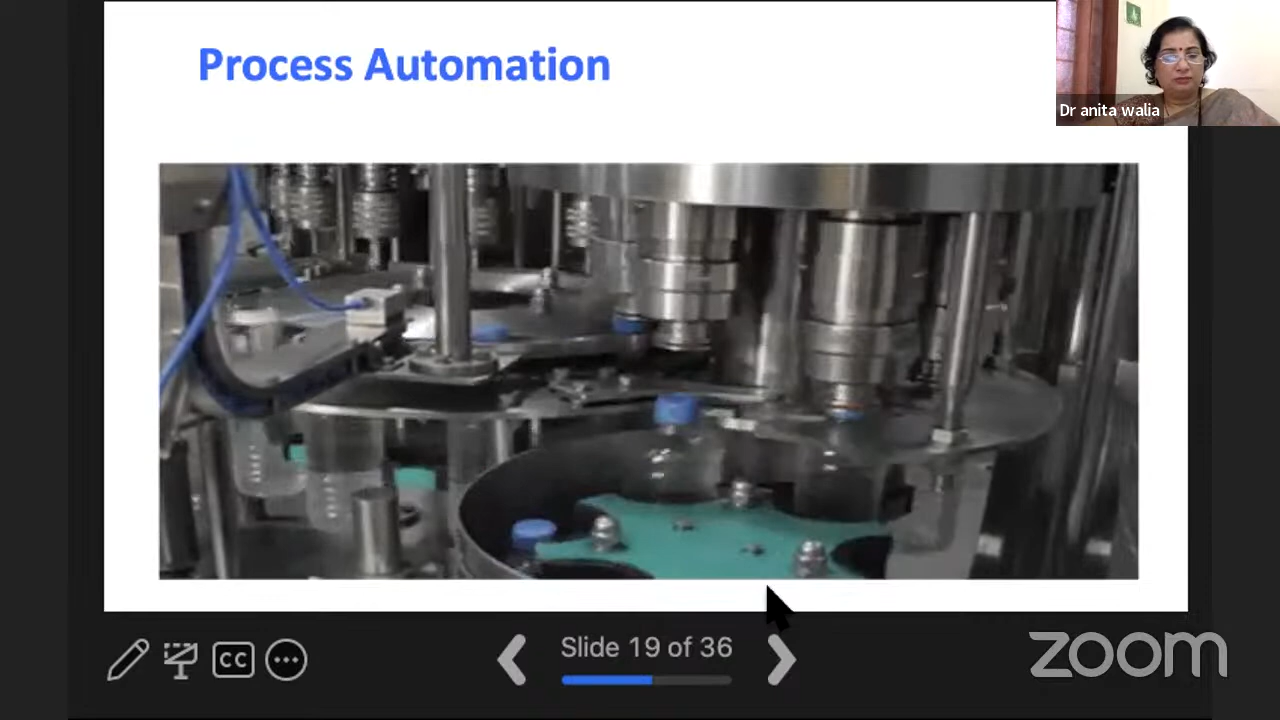 Process Automation
Dr anita walia
CC
Slide 19 of 36
zoom